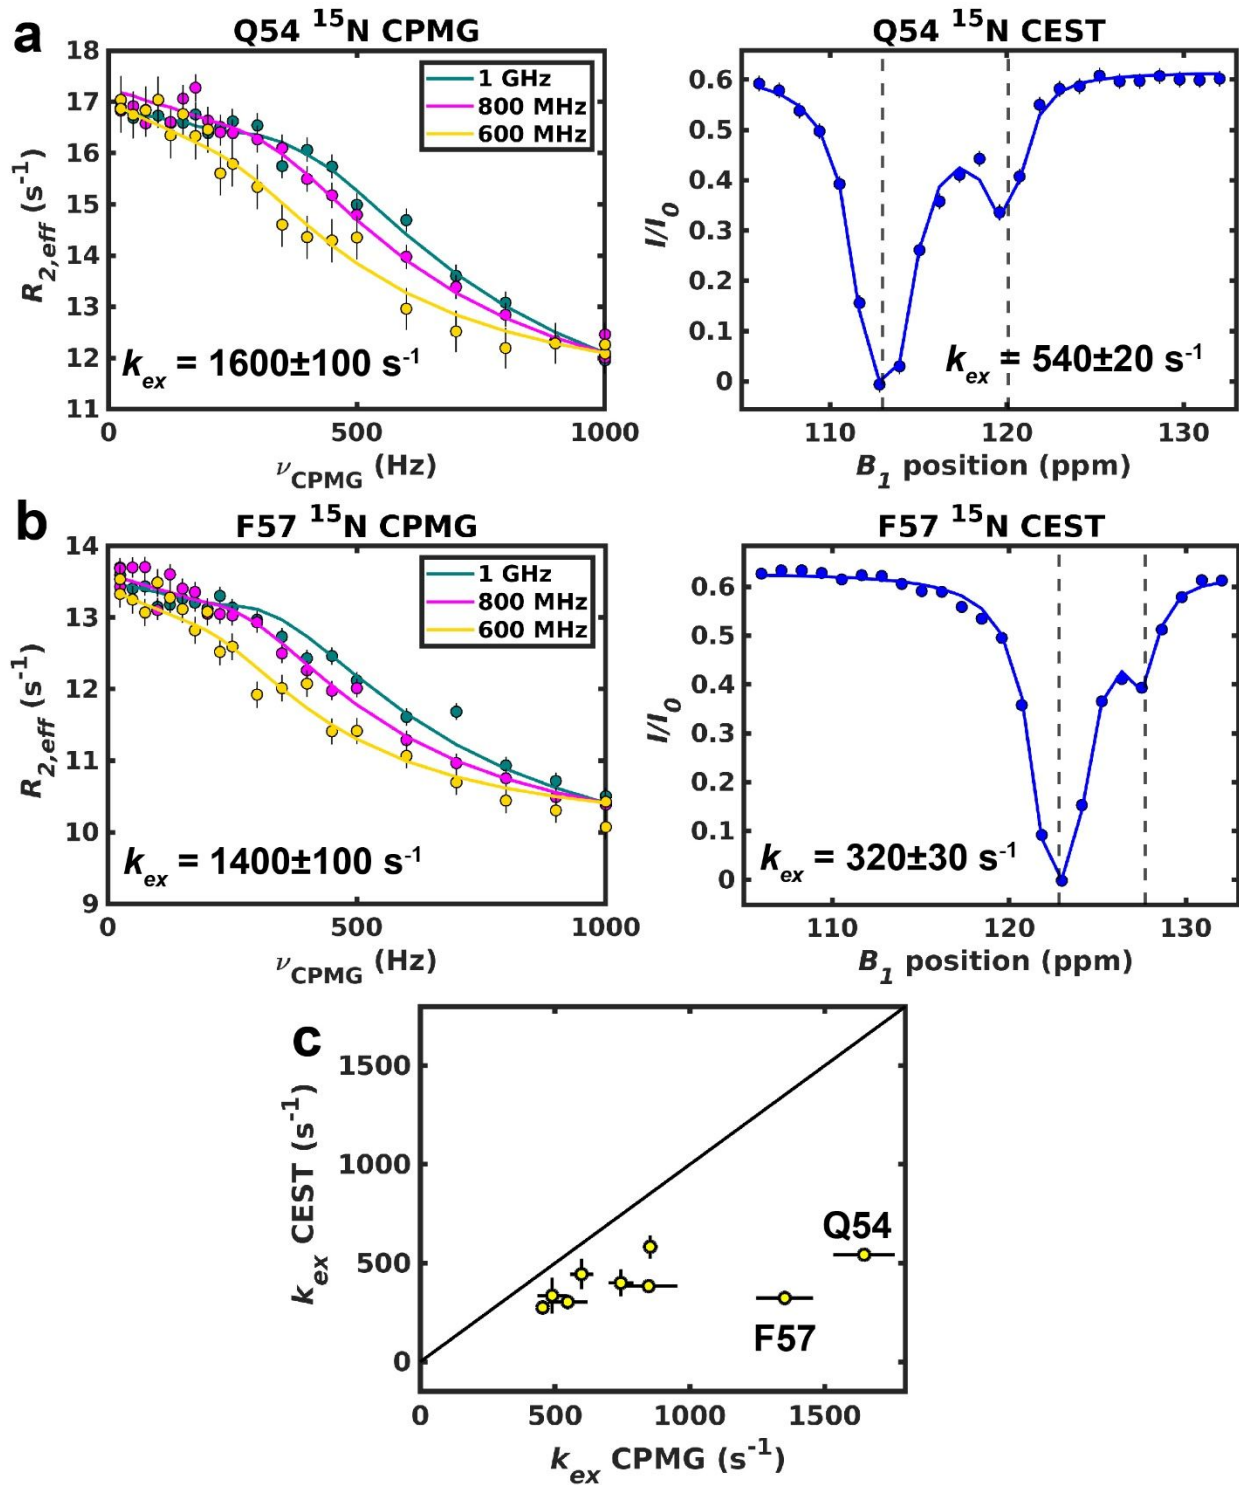 a
Q54 ¹⁵N CPMG
18
17
16
15
14
13
12
11
R2,eff (s⁻¹)
1 GHz
800 MHz
600 MHz
kex = 1600±100 s⁻¹
0
500
1000
νCPMG (Hz)
Q54 ¹⁵N CEST
0.6
0.5
0.4
0.3
0.2
0.1
0
I/I0
kex = 540±20 s⁻¹
110
120
130
B1 position (ppm)
b
F57 ¹⁵N CPMG
14
13
12
11
10
9
R2,eff (s⁻¹)
1 GHz
800 MHz
600 MHz
kex = 1400±100 s⁻¹
0
500
1000
νCPMG (Hz)
F57 ¹⁵N CEST
0.6
0.5
0.4
0.3
0.2
0.1
0
I/I0
kex = 320±30 s⁻¹
110
120
130
B1 position (ppm)
c
1500
1000
500
0
kex CEST (s⁻¹)
Q54
F57
0
500
1000
1500
kex CPMG (s⁻¹)